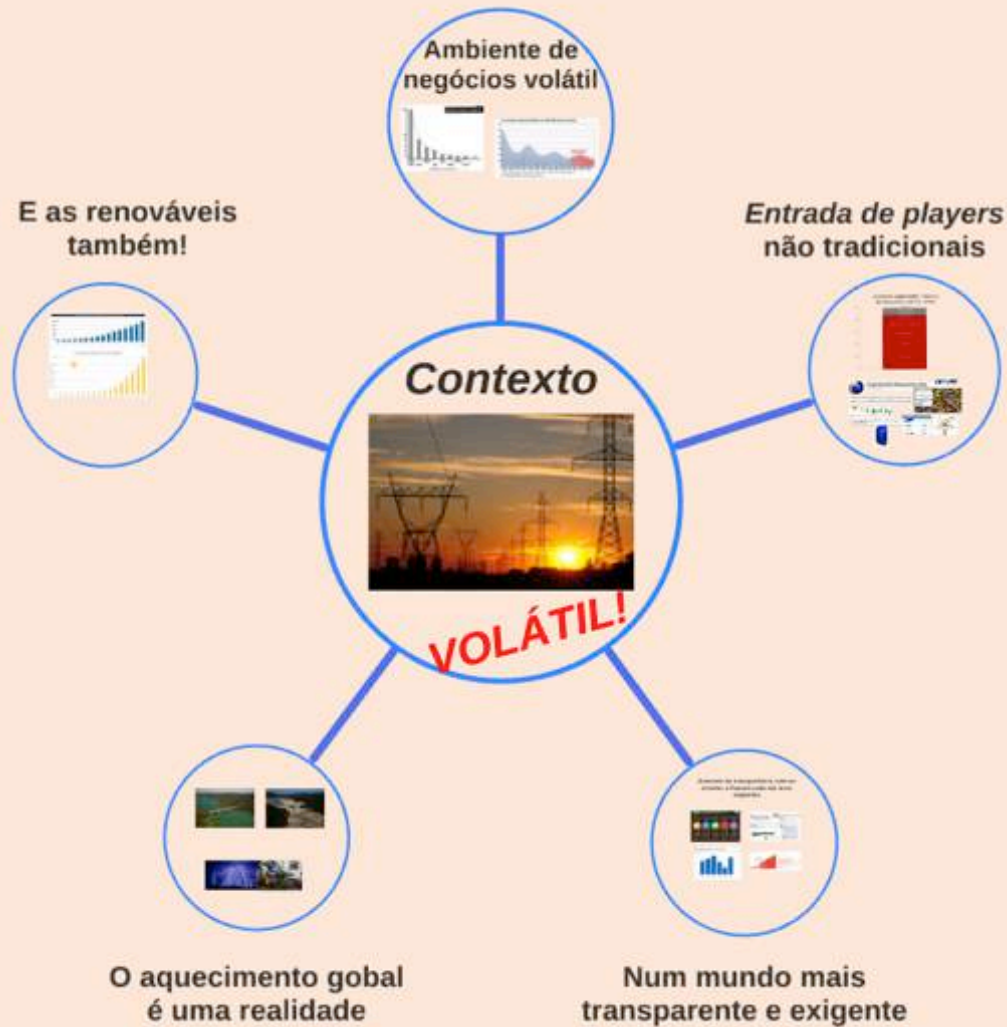 Ambiente de
negócios volátil
E as renováveis
também!
Entrada de players
não tradicionais
Contexto
VOLÁTIL!
O aquecimento gobal
é uma realidade
Num mundo mais
transparente e exigente